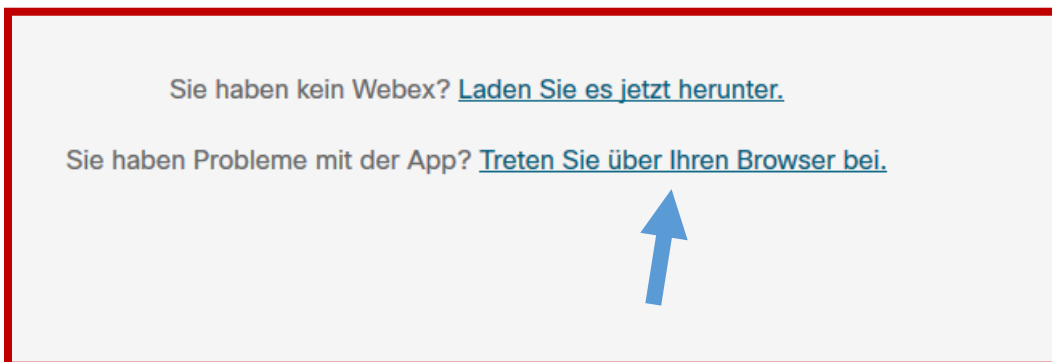 Sie haben kein Webex? Laden Sie es jetzt herunter.
Sie haben Probleme mit der App? Treten Sie über Ihren Browser bei.